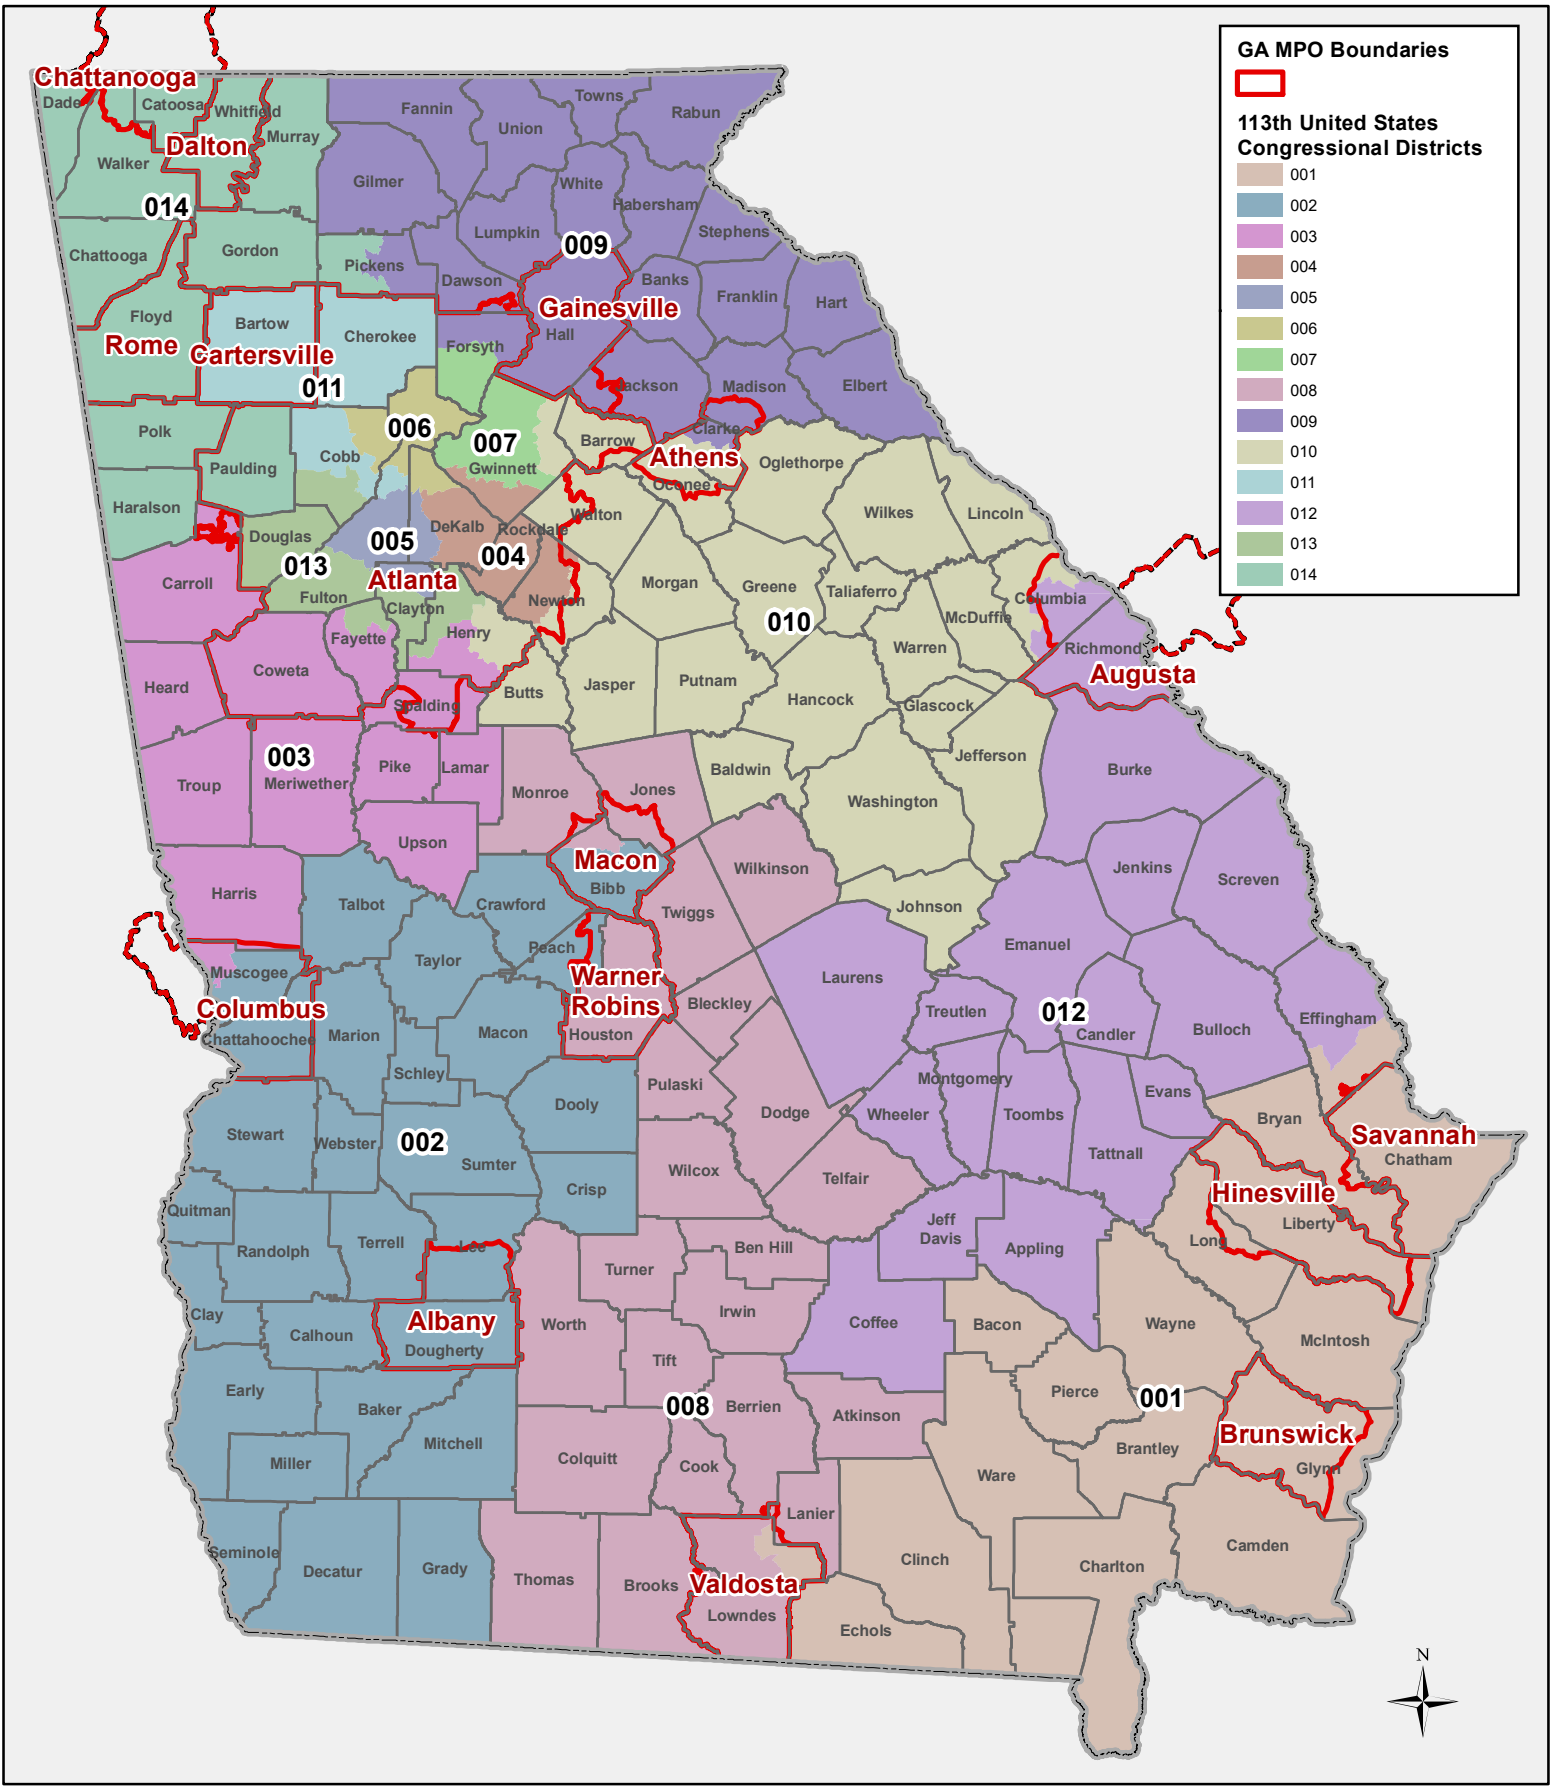 GA MPO Boundaries
113th United States
Congressional Districts
001
002
003
004
005
006
007
008
009
010
011
012
013
014
Chattanooga
Dade
Catoosa
Whitfield
Murray
Fannin
Union
Towns
Rabun
Walker
Dalton
014
Gilmer
White
Habersham
Lumpkin
009
Stephens
Chattooga
Gordon
Pickens
Dawson
Banks
Franklin
Hart
Gainesville
Hall
Floyd
Rome
Bartow
Cartersville
Cherokee
011
Forsyth
Jackson
Madison
Elbert
Polk
006
007
Gwinnett
Barrow
Clarke
Athens
Oconee
Oglethorpe
Cobb
Paulding
Haralson
Douglas
005
DeKalb
Rockdale
004
Walton
Wilkes
Lincoln
013
Atlanta
Carroll
Fulton
Clayton
Newton
Morgan
Greene
Taliaferro
Columbia
McDuffie
010
Fayette
Henry
Warren
Richmond
Augusta
Coweta
Heard
Spalding
Butts
Jasper
Putnam
Hancock
Glascock
Jefferson
003
Troup
Meriwether
Pike
Lamar
Monroe
Jones
Baldwin
Washington
Burke
Upson
Macon
Bibb
Wilkinson
Jenkins
Screven
Harris
Talbot
Crawford
Twiggs
Johnson
Emanuel
Muscogee
Taylor
Peach
Warner
Robins
Houston
Laurens
Columbus
Chattahoochee
Marion
Macon
Bleckley
Treutlen
012
Candler
Bulloch
Effingham
Schley
Pulaski
Dooly
Dodge
Montgomery
Wheeler
Toombs
Evans
Bryan
Savannah
Chatham
Stewart
Webster
002
Sumter
Tattnall
Wilcox
Telfair
Crisp
Hinesville
Liberty
Long
Quitman
Randolph
Terrell
Lee
Jeff
Davis
Appling
Ben Hill
Turner
Irwin
Clay
Calhoun
Albany
Dougherty
Worth
Coffee
Bacon
Wayne
McIntosh
Tift
Early
Baker
008
Berrien
Atkinson
Pierce
001
Brunswick
Glynn
Mitchell
Miller
Colquitt
Cook
Ware
Brantley
Lanier
Seminole
Decatur
Grady
Thomas
Brooks
Valdosta
Lowndes
Clinch
Echols
Charlton
Camden
N